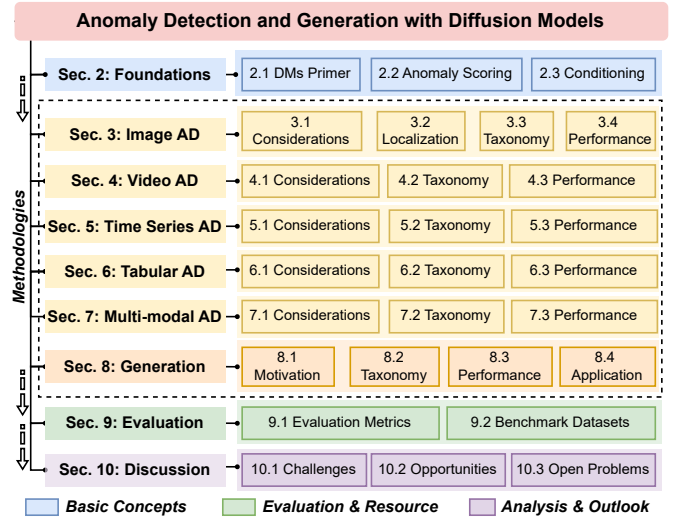 Anomaly Detection and Generation with Diffusion Models
Sec. 2: Foundations
2.1 DMs Primer
2.2 Anomaly Scoring
2.3 Conditioning
Methodologies
Sec. 3: Image AD
3.1
Considerations
3.2
Localization
3.3
Taxonomy
3.4
Performance
Sec. 4: Video AD
4.1 Considerations
4.2 Taxonomy
4.3 Performance
Sec. 5: Time Series AD
5.1 Considerations
5.2 Taxonomy
5.3 Performance
Sec. 6: Tabular AD
6.1 Considerations
6.2 Taxonomy
6.3 Performance
Sec. 7: Multi-modal AD
7.1 Considerations
7.2 Taxonomy
7.3 Performance
Sec. 8: Generation
8.1
Motivation
8.2
Taxonomy
8.3
Performance
8.4
Application
Sec. 9: Evaluation
9.1 Evaluation Metrics
9.2 Benchmark Datasets
Sec. 10: Discussion
10.1 Challenges
10.2 Opportunities
10.3 Open Problems
Basic Concepts
Evaluation & Resource
Analysis & Outlook